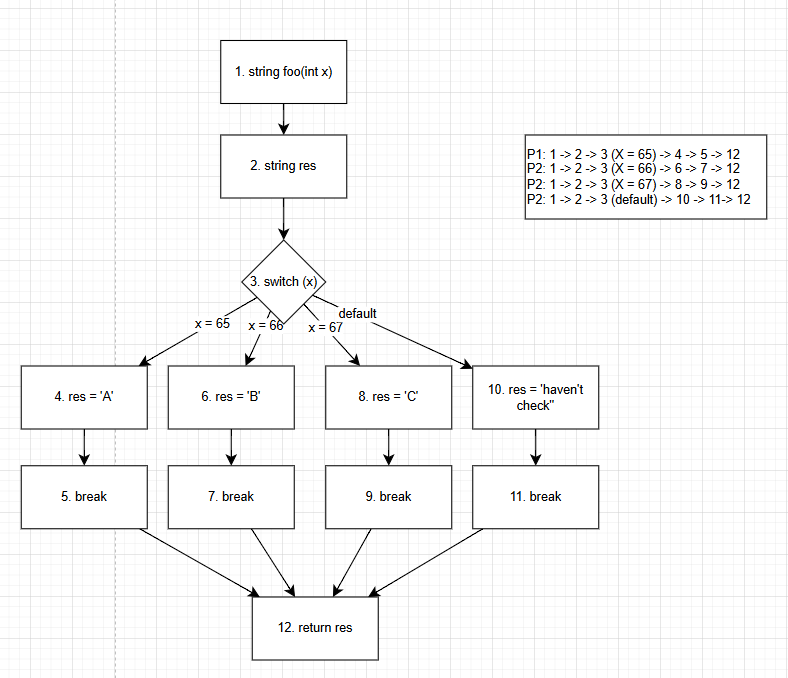 1. string foo(int x)
2. string res
P1: 1 -> 2 -> 3 (X = 65) -> 4 -> 5 -> 12
P2: 1 -> 2 -> 3 (X = 66) -> 6 -> 7 -> 12
P2: 1 -> 2 -> 3 (X = 67) -> 8 -> 9 -> 12
P2: 1 -> 2 -> 3 (default) -> 10 -> 11-> 12
3. switch (x)
x = 65
x = 66
x = 67
default
4. res = 'A'
6. res = 'B'
8. res = 'C'
10. res = 'haven't
check"
5. break
7. break
9. break
11. break
12. return res